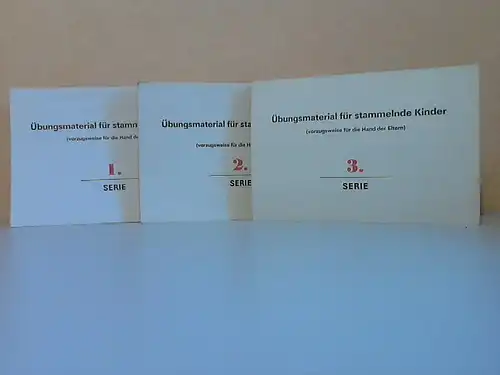 Übungsmaterial für stamm
(vorzugsweise für die Hand de
1.
SERIE
Übungsmaterial für sta
(vorzugsweise für die H
2.
SERIE
Übungsmaterial für stammelnde Kinder
(vorzugsweise für die Hand der Eltern)
3.
SERIE